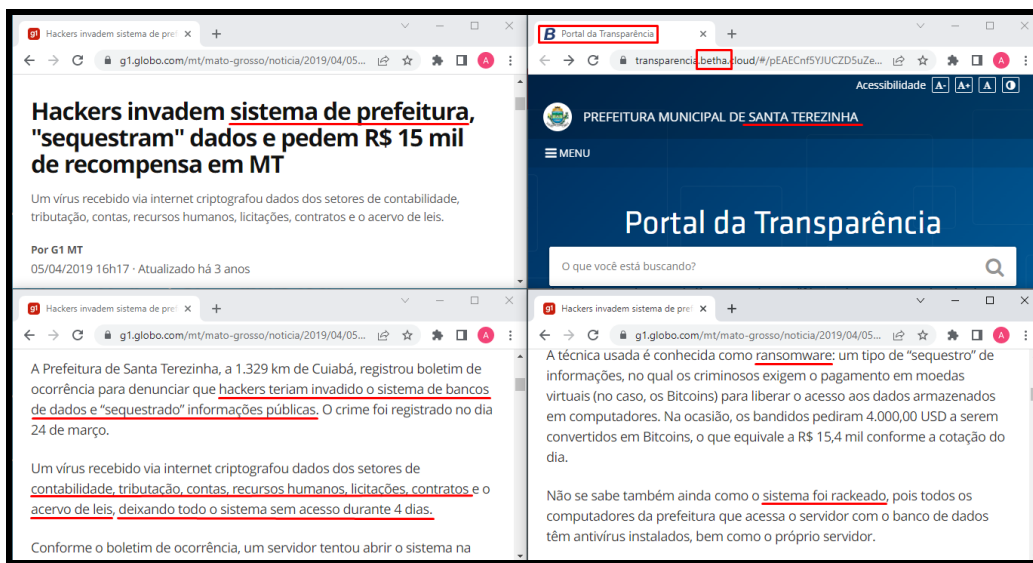 Hackers invadem sistema de pref
g1.globo.com/mt/mato-grosso/noticia/2019/04/05...
A
Hackers invadem sistema de prefeitura,
"sequestram" dados e pedem R$ 15 mil
de recompensa em MT
Um vírus recebido via internet criptografou dados dos setores de contabilidade,
tributação, contas, recursos humanos, licitações, contratos e o acervo de leis.
Por G1 MT
05/04/2019 16h17 · Atualizado há 3 anos
B Portal da Transparência
transparencia.betha.cloud/#/pEAECnf5YJUCZD5uZe...
A
Acessibilidade A- A+ A
PREFEITURA MUNICIPAL DE SANTA TEREZINHA
MENU
Portal da Transparência
O que você está buscando?
g1 Hackers invadem sistema de pref
g1.globo.com/mt/mato-grosso/noticia/2019/04/05...
A
A Prefeitura de Santa Terezinha, a 1.329 km de Cuiabá, registrou boletim de
ocorrência para denunciar que hackers teriam invadido o sistema de bancos
de dados e “sequestrado” informações públicas. O crime foi registrado no dia
24 de março.
Um vírus recebido via internet criptografou dados dos setores de
contabilidade, tributação, contas, recursos humanos, licitações, contratos e o
acervo de leis, deixando todo o sistema sem acesso durante 4 dias.
Conforme o boletim de ocorrência, um servidor tentou abrir o sistema na
g1 Hackers invadem sistema de pref
g1.globo.com/mt/mato-grosso/noticia/2019/04/05...
A
A técnica usada é conhecida como ransomware: um tipo de “sequestro” de
informações, no qual os criminosos exigem o pagamento em moedas
virtuais (no caso, os Bitcoins) para liberar o acesso aos dados armazenados
em computadores. Na ocasião, os bandidos pediram 4.000,00 USD a serem
convertidos em Bitcoins, o que equivale a R$ 15,4 mil conforme a cotação do
dia.
Não se sabe também ainda como o sistema foi rackeado, pois todos os
computadores da prefeitura que acessa o servidor com o banco de dados
têm antivírus instalados, bem como o próprio servidor.